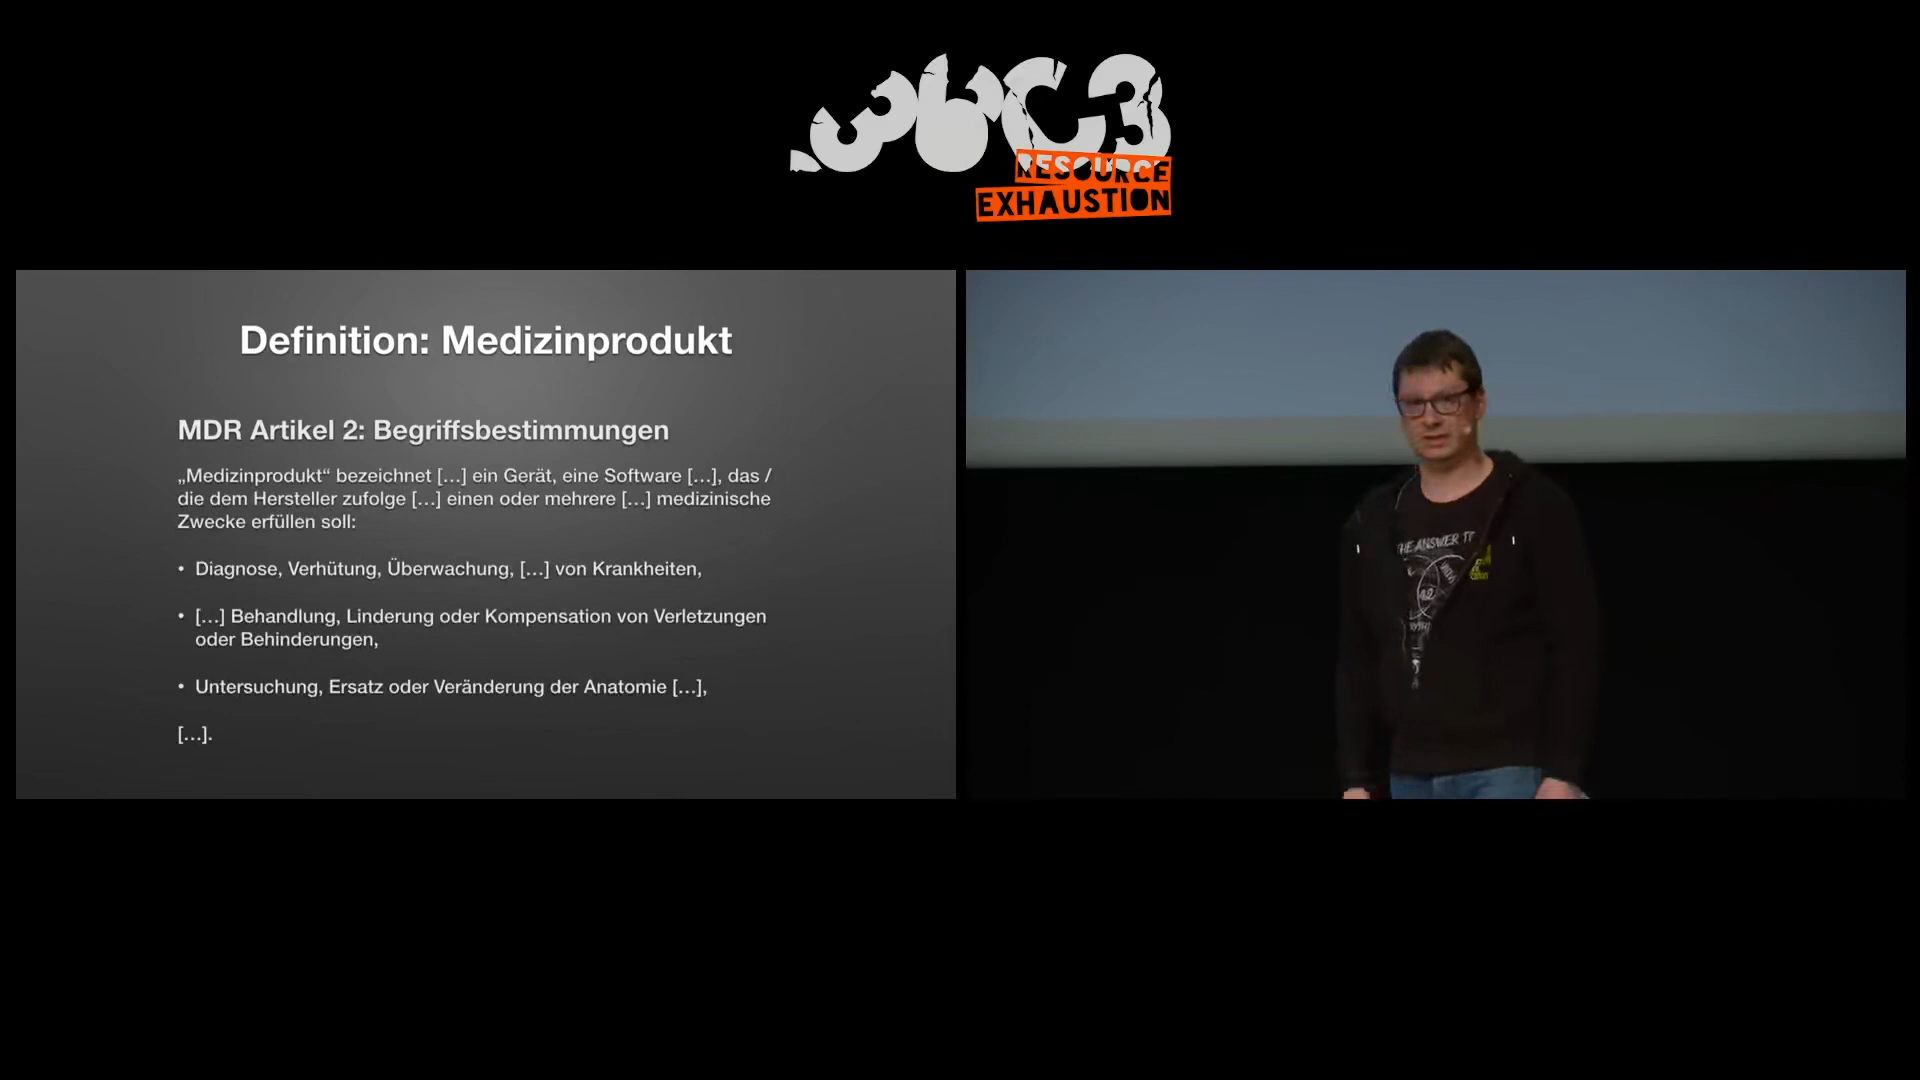 36C3
RESOURCE
EXHAUSTION
Definition: Medizinprodukt
MDR Artikel 2: Begriffsbestimmungen
„Medizinprodukt“ bezeichnet […] ein Gerät, eine Software […], das /
die dem Hersteller zufolge […] einen oder mehrere […] medizinische
Zwecke erfüllen soll:
• Diagnose, Verhütung, Überwachung, […] von Krankheiten,
• […] Behandlung, Linderung oder Kompensation von Verletzungen
oder Behinderungen,
• Untersuchung, Ersatz oder Veränderung der Anatomie […],
[…].
THE ANSWER